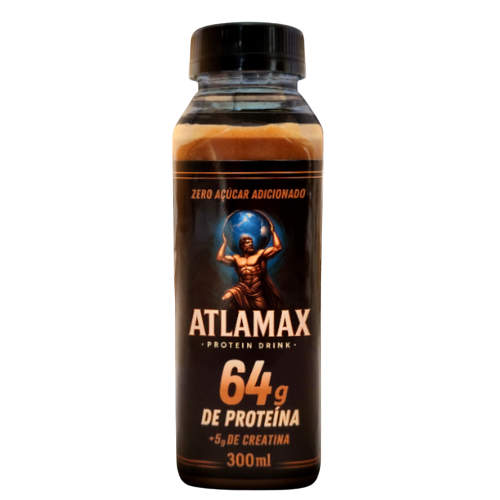 ZERO AÇÚCAR ADICIONADO
ATLAMAX
· PROTEIN DRINK ·
64g
DE PROTEÍNA
+5g DE CREATINA
300ml